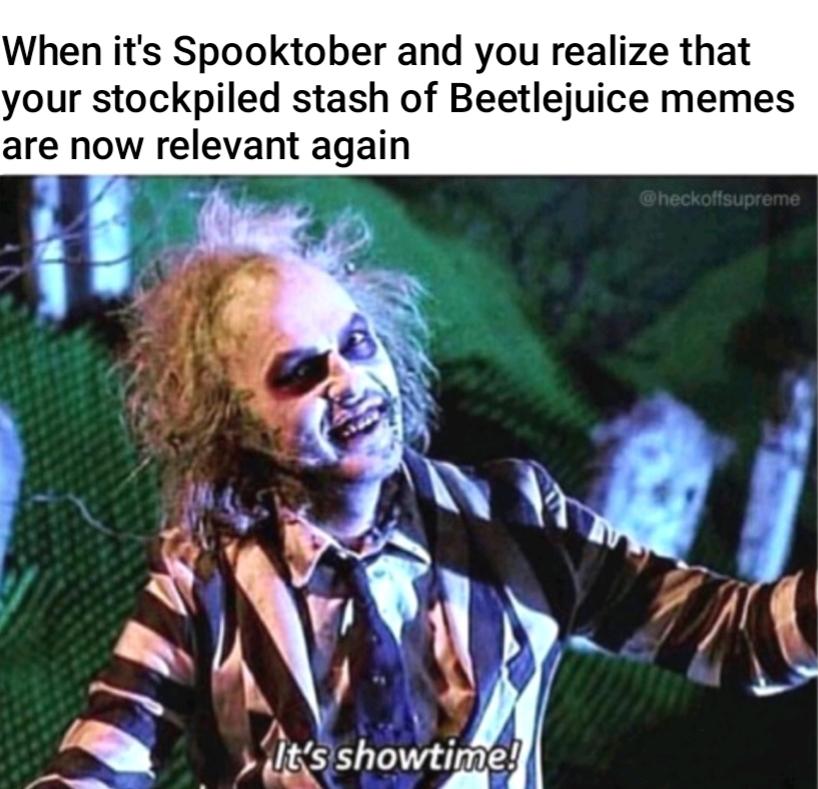 When it's Spooktober and you realize that
your stockpiled stash of Beetlejuice memes
are now relevant again
@heckoffsupreme
It's showtime!